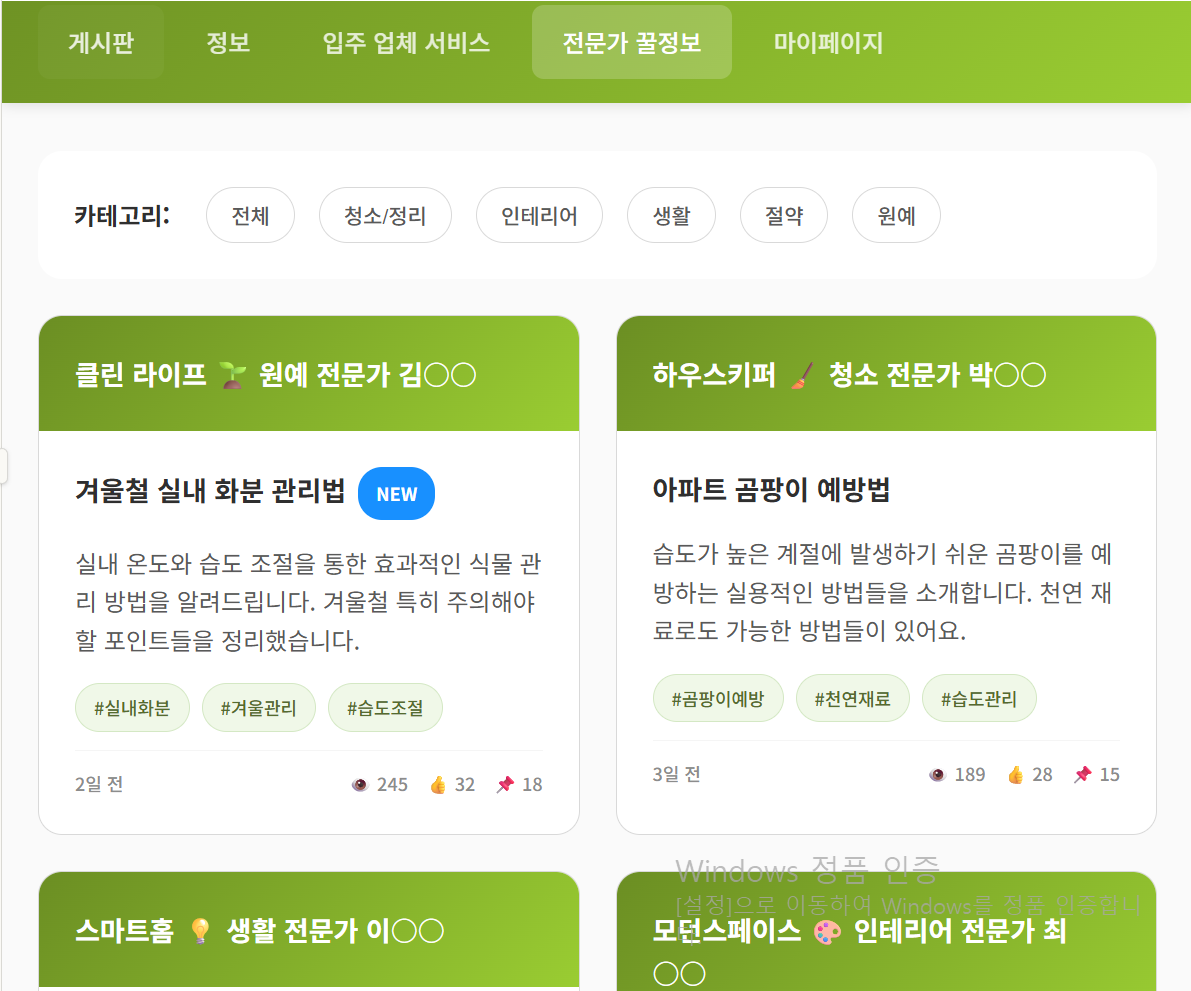 게시판 정보 입주 업체 서비스 전문가 꿀정보 마이페이지
카테고리: 전체 청소/정리 인테리어 생활 절약 원예
클린 라이프 🌱 원예 전문가 김○○
겨울철 실내 화분 관리법 NEW
실내 온도와 습도 조절을 통한 효과적인 식물 관
리 방법을 알려드립니다. 겨울철 특히 주의해야
할 포인트들을 정리했습니다.
#실내화분 #겨울관리 #습도조절
2일 전 👁️ 245 👍 32 📌 18
하우스키퍼 🧹 청소 전문가 박○○
아파트 곰팡이 예방법
습도가 높은 계절에 발생하기 쉬운 곰팡이를 예
방하는 실용적인 방법들을 소개합니다. 천연 재
료로도 가능한 방법들이 있어요.
#곰팡이예방 #천연재료 #습도관리
3일 전 👁️ 189 👍 28 📌 15
스마트홈 💡 생활 전문가 이○○
모던스페이스 🎨 인테리어 전문가 최
○○
Windows 정품 인증
[설정]으로 이동하여 Windows를 정품 인증합니
다.